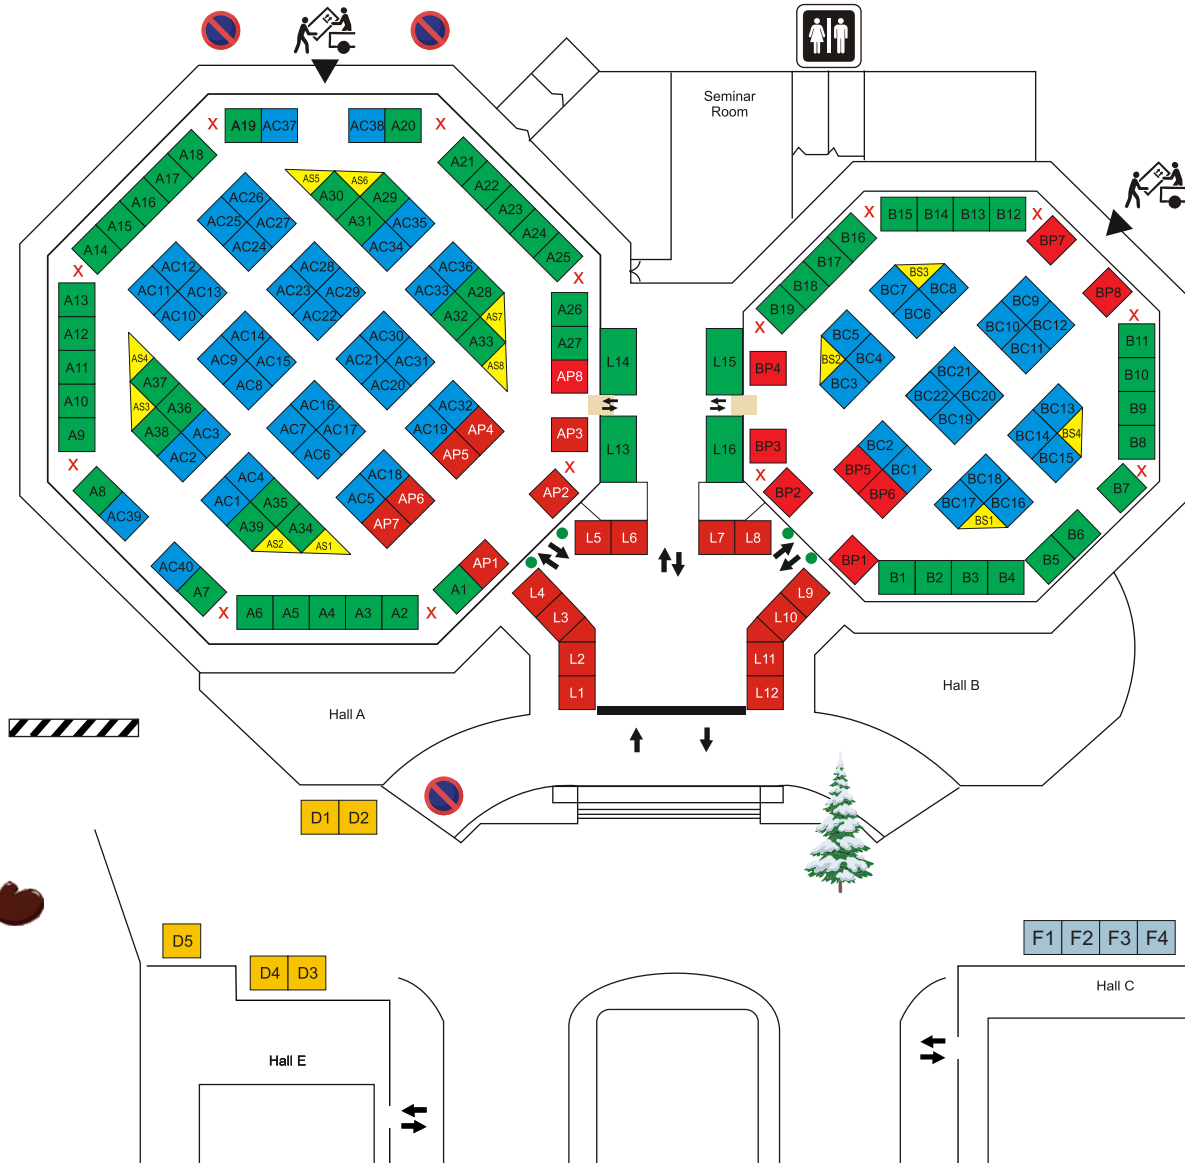 Seminar
Room
X
A19 AC37
AC38 A20
X
A18
A17
A16
A15
A14
X
A21
A22
A23
A24
A25
X
AS5
AS6
A30
A29
A31
AC35
AC34
AC26
AC25
AC27
AC24
AC12
AC11
AC13
AC10
AC28
AC23
AC29
AC22
AC36
AC33
A28
A32
AS7
A33
AS8
A13
A12
A11
A10
A9
X
A26
A27
AP8
AP3
X
AP2
AC14
AC9
AC15
AC8
AC30
AC21
AC31
AC20
AS4
A37
AS3
A36
A38
AC3
AC2
AC16
AC7
AC17
AC6
AC32
AC19
AP4
AP5
AC4
AC1
A35
A39
A34
AS2
AS1
AC18
AC5
AP6
AP7
A8
AC39
AC40
A7
X
A6 A5 A4 A3 A2
X
A1
AP1
L14
L13
L15
L16
L5 L6
L7 L8
L4
L3
L2
L1
L9
L10
L11
L12
X
B15 B14 B13 B12
X
BP7
BP8
X
B16
B17
B18
B19
X
BP4
BP3
X
BP2
BP1
BS3
BC7
BC8
BC6
BC9
BC10
BC12
BC11
BC5
BS2
BC4
BC3
BC21
BC22
BC20
BC19
BC13
BC14
BS4
BC15
BC2
BP5
BC1
BP6
BC18
BC17
BC16
BS1
B11
B10
B9
B8
X
B7
B6
B5
B1 B2 B3 B4
Hall A
Hall B
D1 D2
D5
D4 D3
Hall E
F1 F2 F3 F4
Hall C